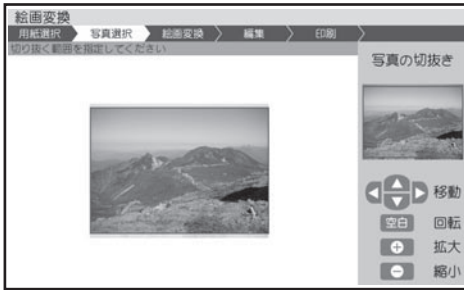 絵画変換
用紙選択 写真選択 絵画変換 編集 印刷
切り抜く範囲を指定してください
写真の切抜き
移動
空白 回転
拡大
縮小